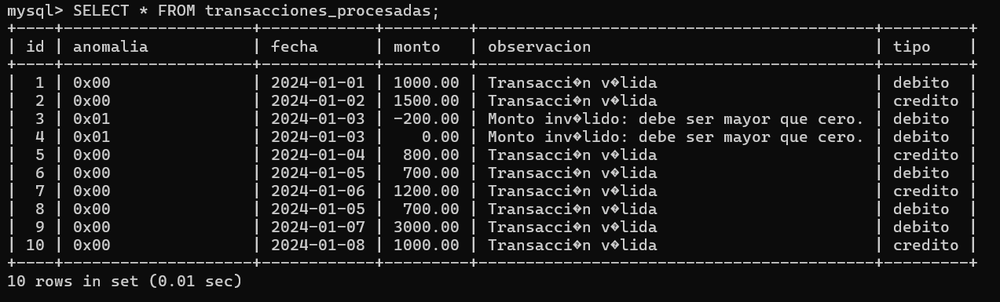 mysql> SELECT * FROM transacciones_procesadas;
+----+--------------------+------------+---------+------------------------------------------+---------+
| id | anomalia           | fecha      | monto   | observacion                              | tipo    |
+----+--------------------+------------+---------+------------------------------------------+---------+
|  1 | 0x00               | 2024-01-01 | 1000.00 | Transacci�n v�lida                       | debito  |
|  2 | 0x00               | 2024-01-02 | 1500.00 | Transacci�n v�lida                       | credito |
|  3 | 0x01               | 2024-01-03 | -200.00 | Monto inv�lido: debe ser mayor que cero. | debito  |
|  4 | 0x01               | 2024-01-03 |    0.00 | Monto inv�lido: debe ser mayor que cero. | debito  |
|  5 | 0x00               | 2024-01-04 |  800.00 | Transacci�n v�lida                       | credito |
|  6 | 0x00               | 2024-01-05 |  700.00 | Transacci�n v�lida                       | debito  |
|  7 | 0x00               | 2024-01-06 | 1200.00 | Transacci�n v�lida                       | credito |
|  8 | 0x00               | 2024-01-05 |  700.00 | Transacci�n v�lida                       | debito  |
|  9 | 0x00               | 2024-01-07 | 3000.00 | Transacci�n v�lida                       | debito  |
| 10 | 0x00               | 2024-01-08 | 1000.00 | Transacci�n v�lida                       | credito |
+----+--------------------+------------+---------+------------------------------------------+---------+
10 rows in set (0.01 sec)